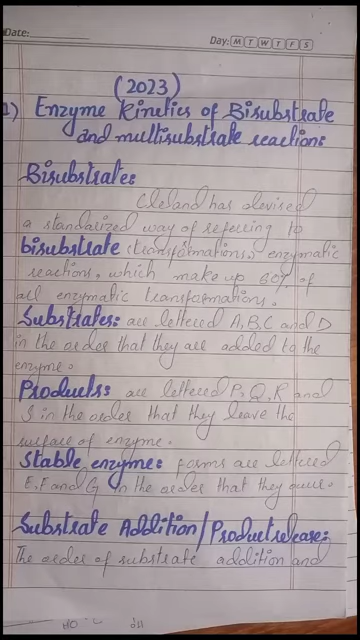 Date:
Day: M T W T F S
(2023)
1) Enzyme Kinetics of Bisubstrate
and multisubstrate reaction:
Bisubstrate:
Cleland has devised
a standarized way of refering to
bisubstrate (transformations, enzymatic
reactions, which make up 60% of
all enzymatic transformations.
Substrates: are lettered A,B,C and D
in the order that they are added to the
enzyme.
Products: are lettered P,Q,R and
S in the order that they leave the
surface of enzyme.
Stable enzyme: forms are lettered
E,F and G in the order that they
Substrate Addition/Product release:
The order of substrate addition and